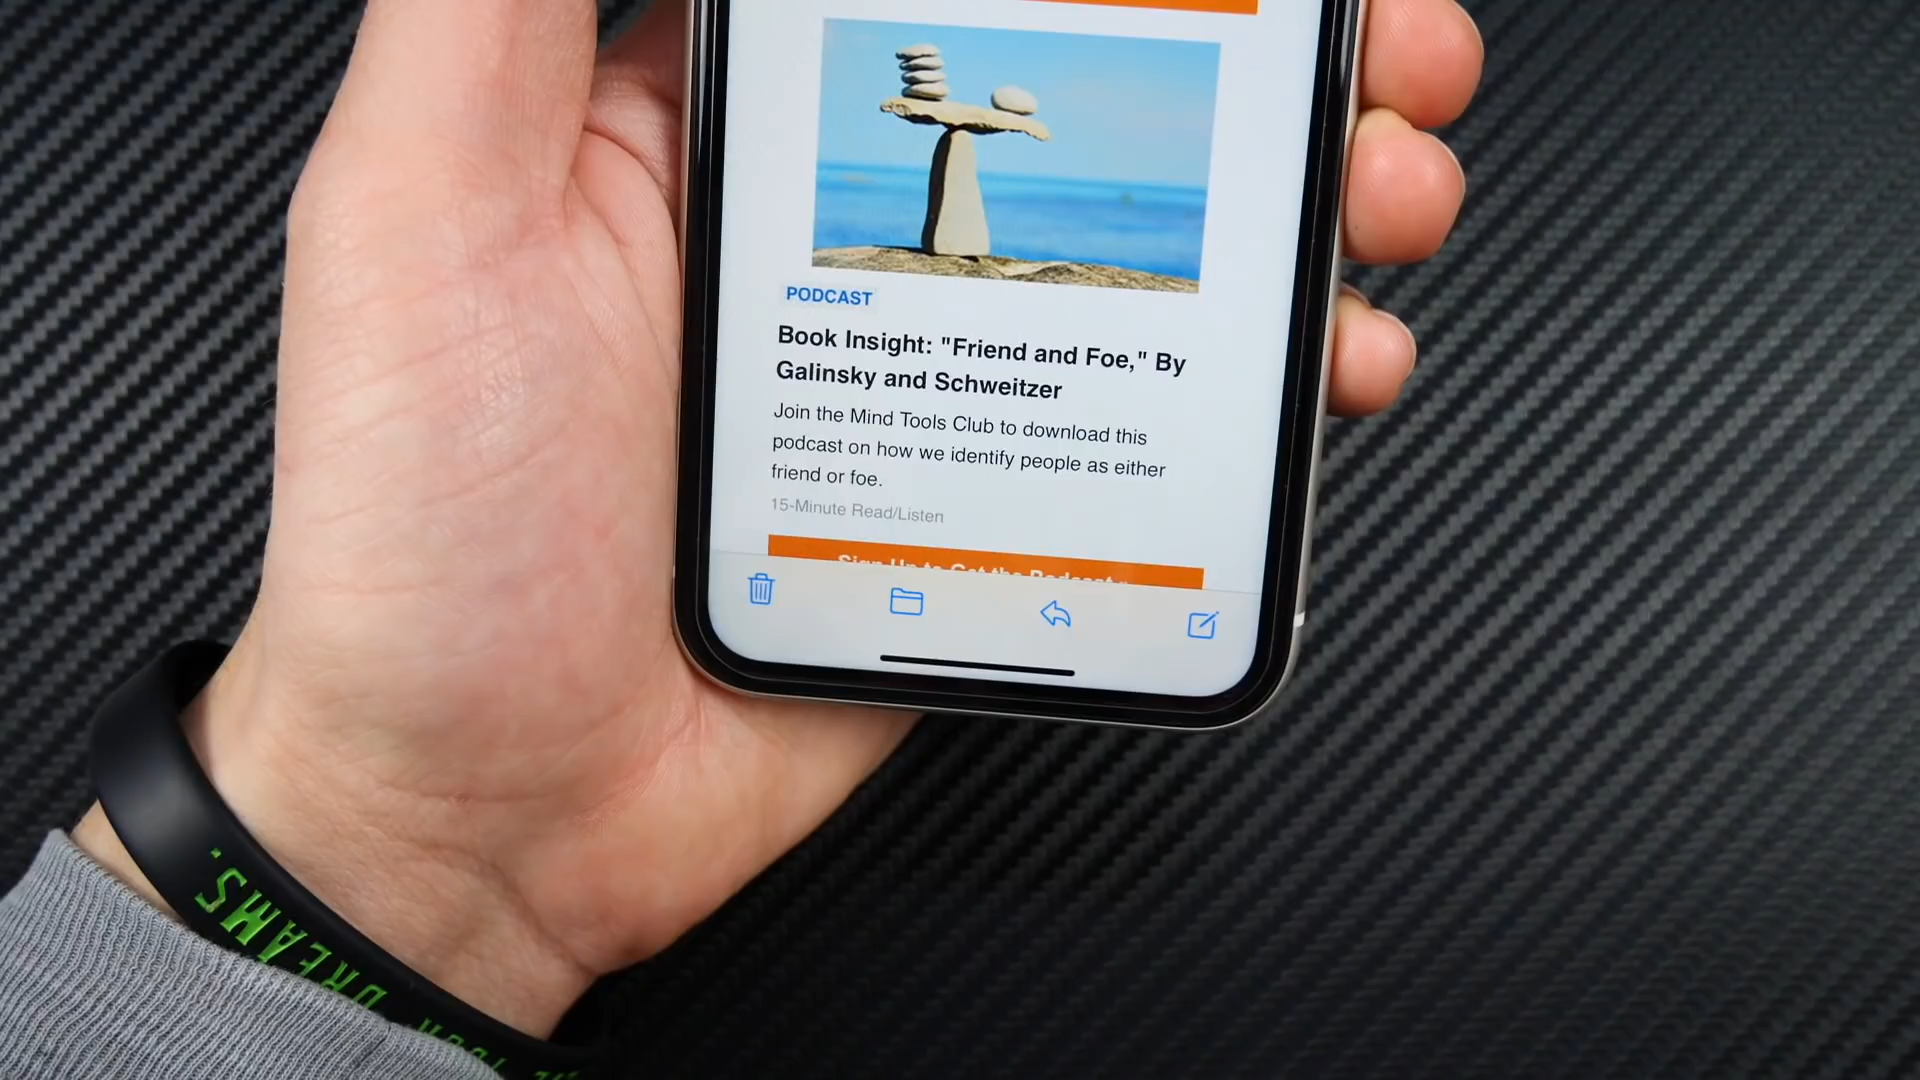 PODCAST
Book Insight: "Friend and Foe," By
Galinsky and Schweitzer
Join the Mind Tools Club to download this
podcast on how we identify people as either
friend or foe.
15-Minute Read/Listen
Sign Up to Get the Podcast »
YOUR DREAMS.